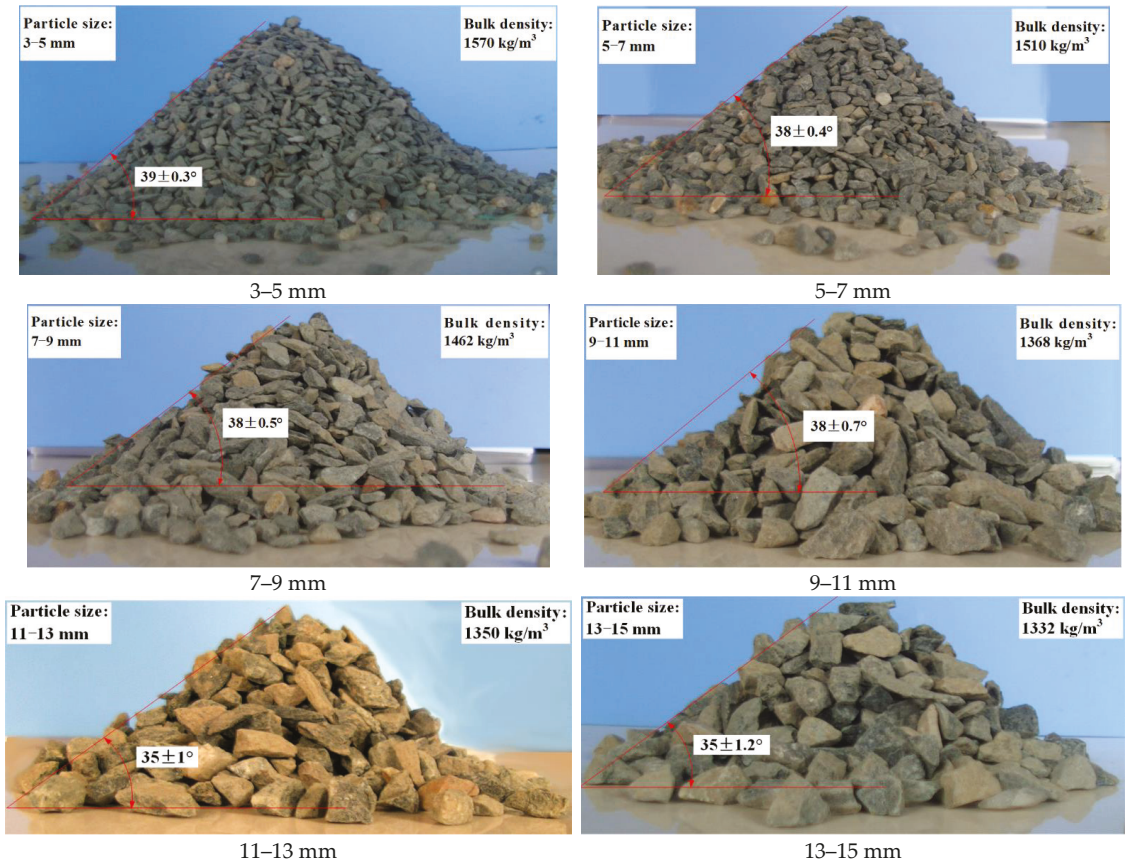 Particle size:
3−5 mm
Bulk density:
1570 kg/m³
39±0.3°
3–5 mm
Particle size:
5−7 mm
Bulk density:
1510 kg/m³
38±0.4°
5–7 mm
Particle size:
7−9 mm
Bulk density:
1462 kg/m³
38±0.5°
7–9 mm
Particle size:
9−11 mm
Bulk density:
1368 kg/m³
38±0.7°
9–11 mm
Particle size:
11−13 mm
Bulk density:
1350 kg/m³
35±1°
11–13 mm
Particle size:
13−15 mm
Bulk density:
1332 kg/m³
35±1.2°
13–15 mm